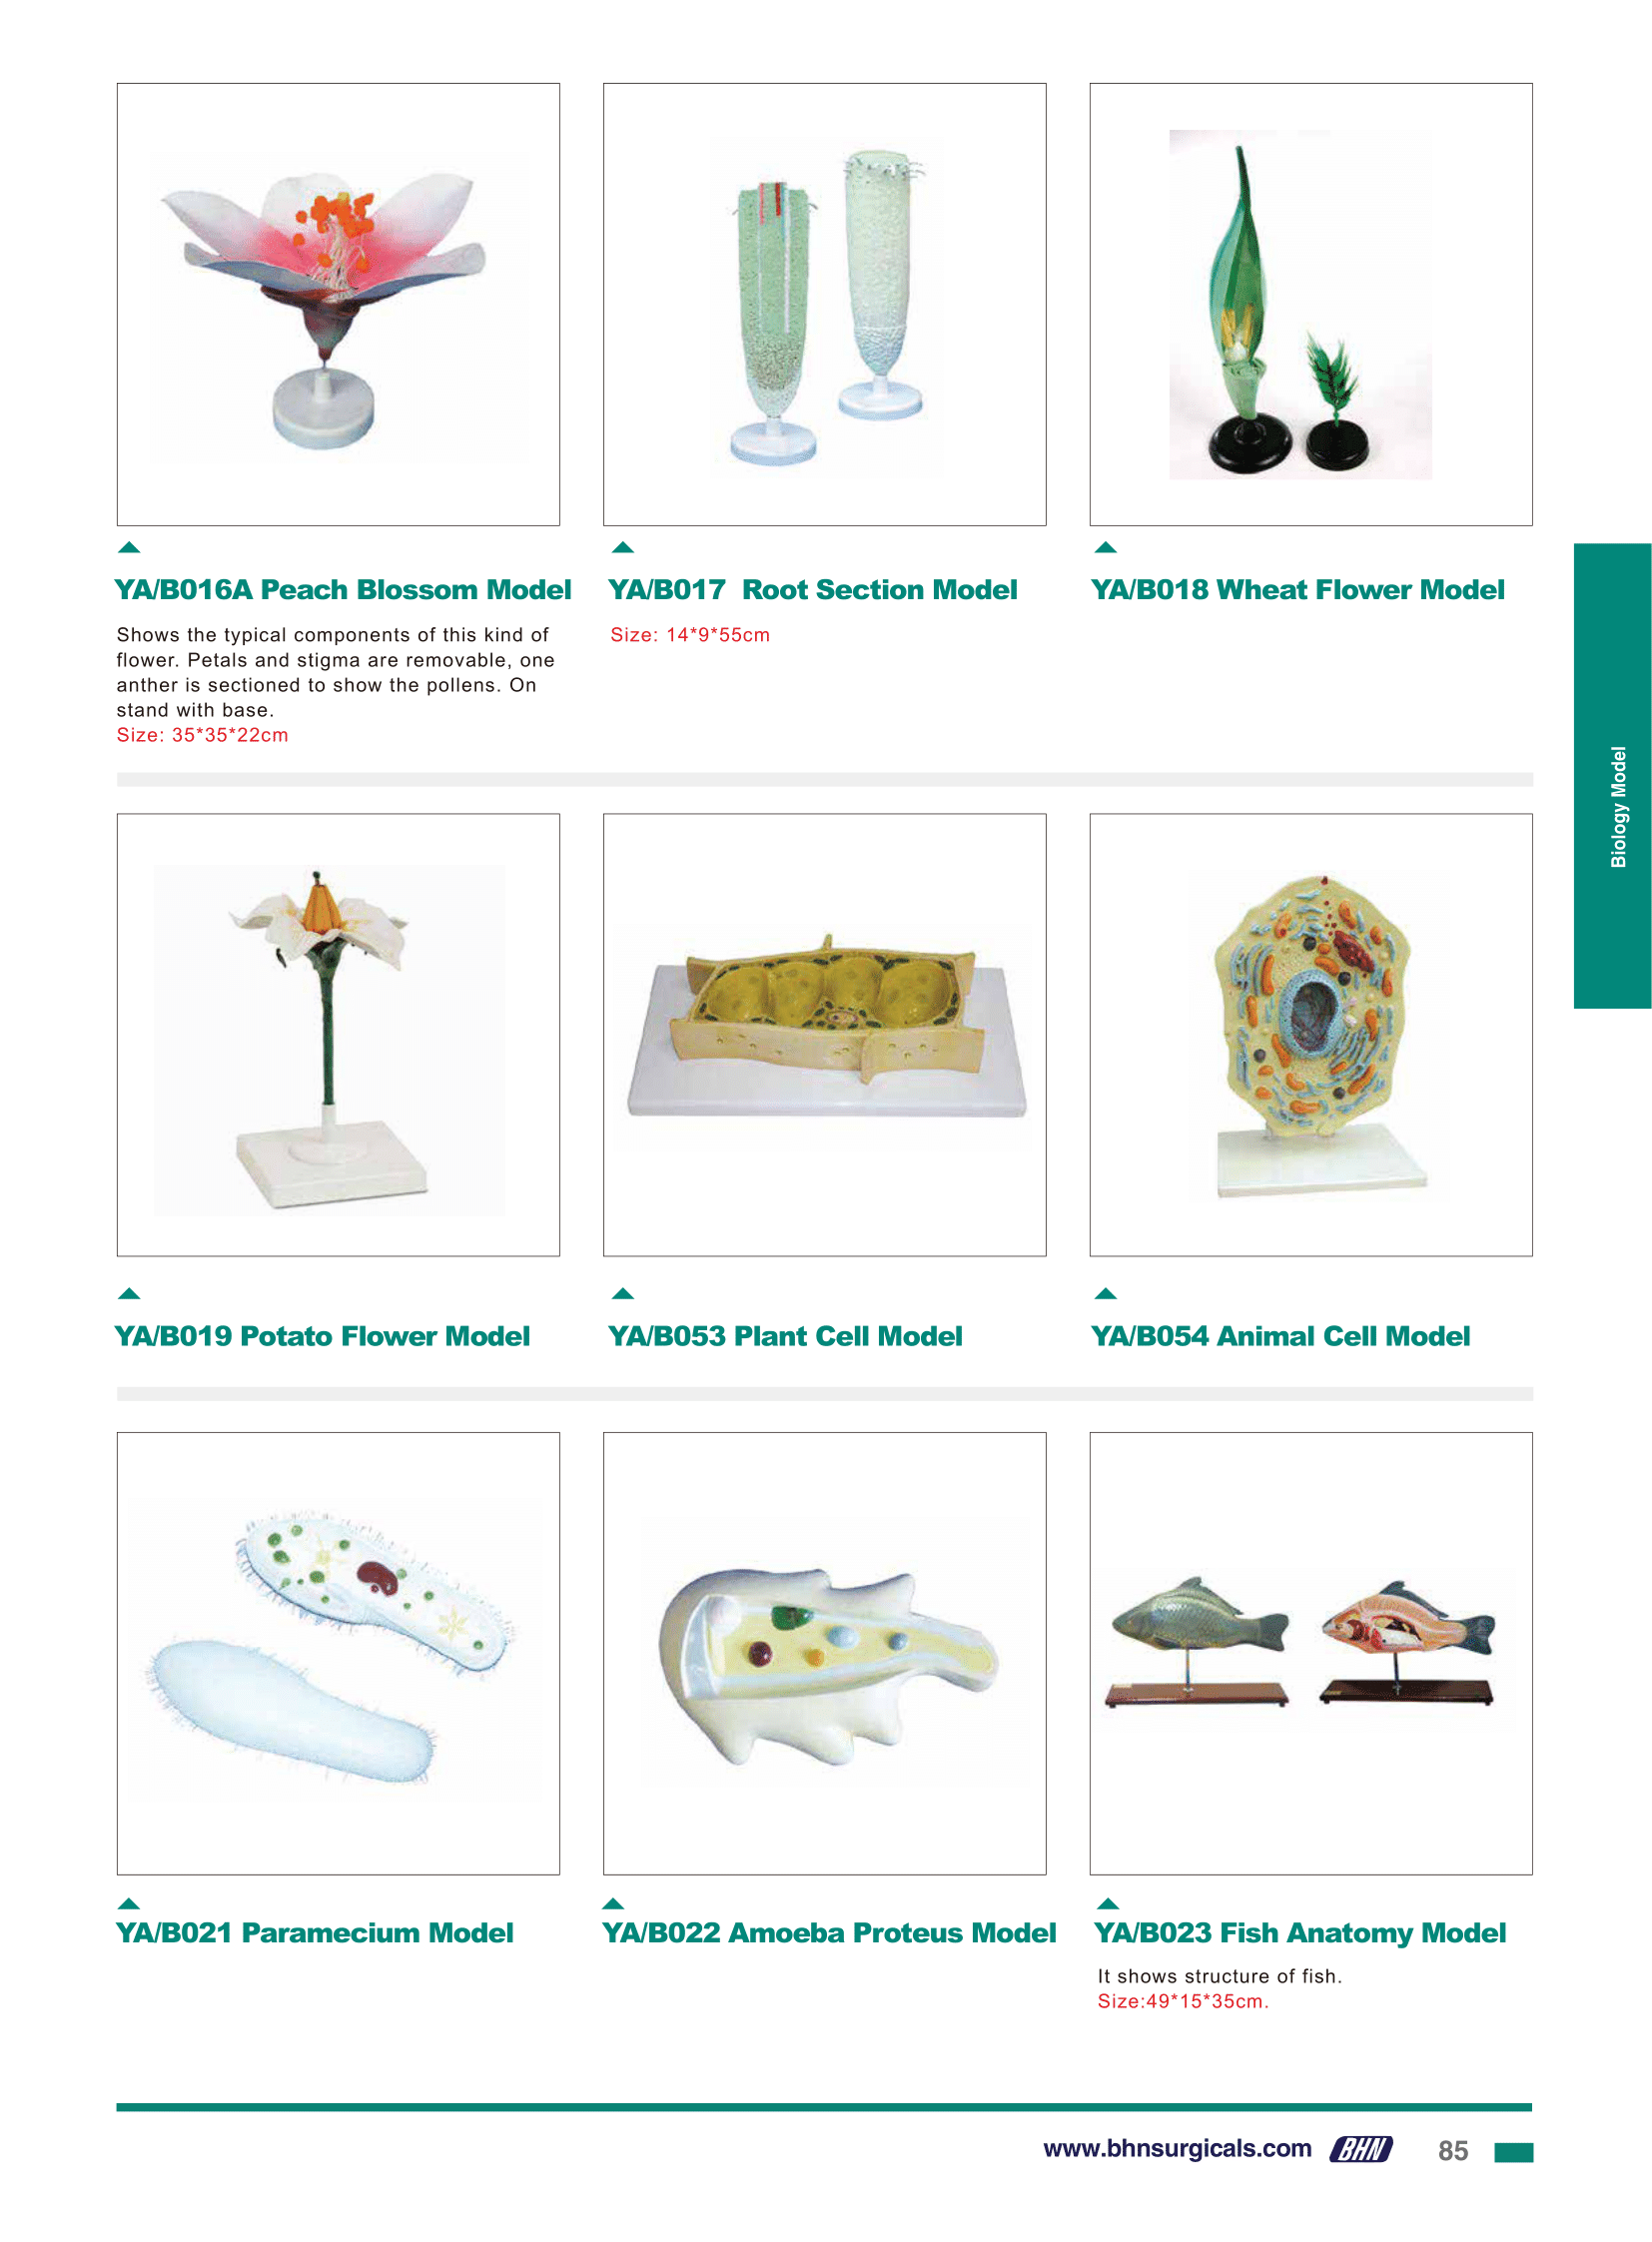 YA/B016A Peach Blossom Model
Shows the typical components of this kind of
flower. Petals and stigma are removable, one
anther is sectioned to show the pollens. On
stand with base.
Size: 35*35*22cm
YA/B017 Root Section Model
Size: 14*9*55cm
YA/B018 Wheat Flower Model
Biology Model
YA/B019 Potato Flower Model
YA/B053 Plant Cell Model
YA/B054 Animal Cell Model
YA/B021 Paramecium Model
YA/B022 Amoeba Proteus Model
YA/B023 Fish Anatomy Model
It shows structure of fish.
Size:49*15*35cm.
www.bhnsurgicals.com BHN 85